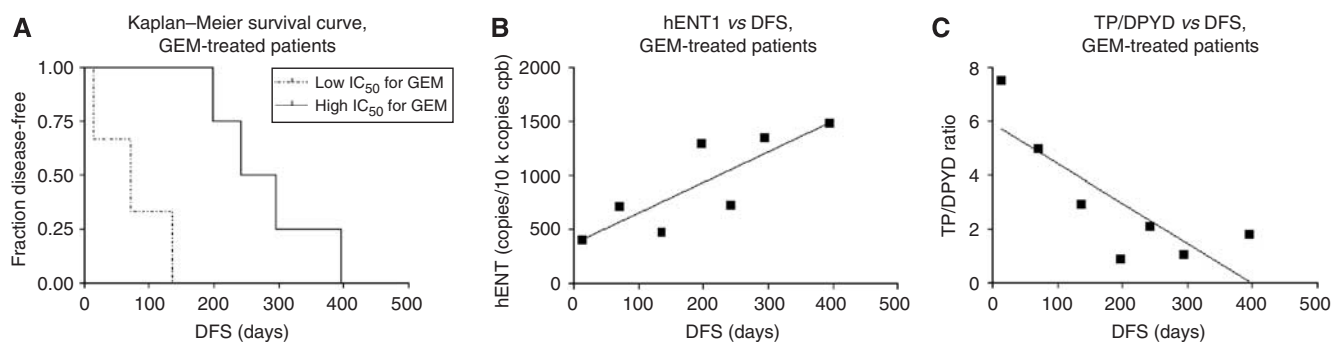 A
Kaplan–Meier survival curve,
GEM-treated patients
1.00
0.75
0.50
0.25
0.00
Fraction disease-free
Low IC50 for GEM
High IC50 for GEM
0 100 200 300 400 500
DFS (days)
B
hENT1 vs DFS,
GEM-treated patients
2000
1500
1000
500
0
hENT (copies/10 k copies cpb)
0 100 200 300 400 500
DFS (days)
C
TP/DPYD vs DFS,
GEM-treated patients
8
6
4
2
0
TP/DPYD ratio
0 100 200 300 400 500
DFS (days)